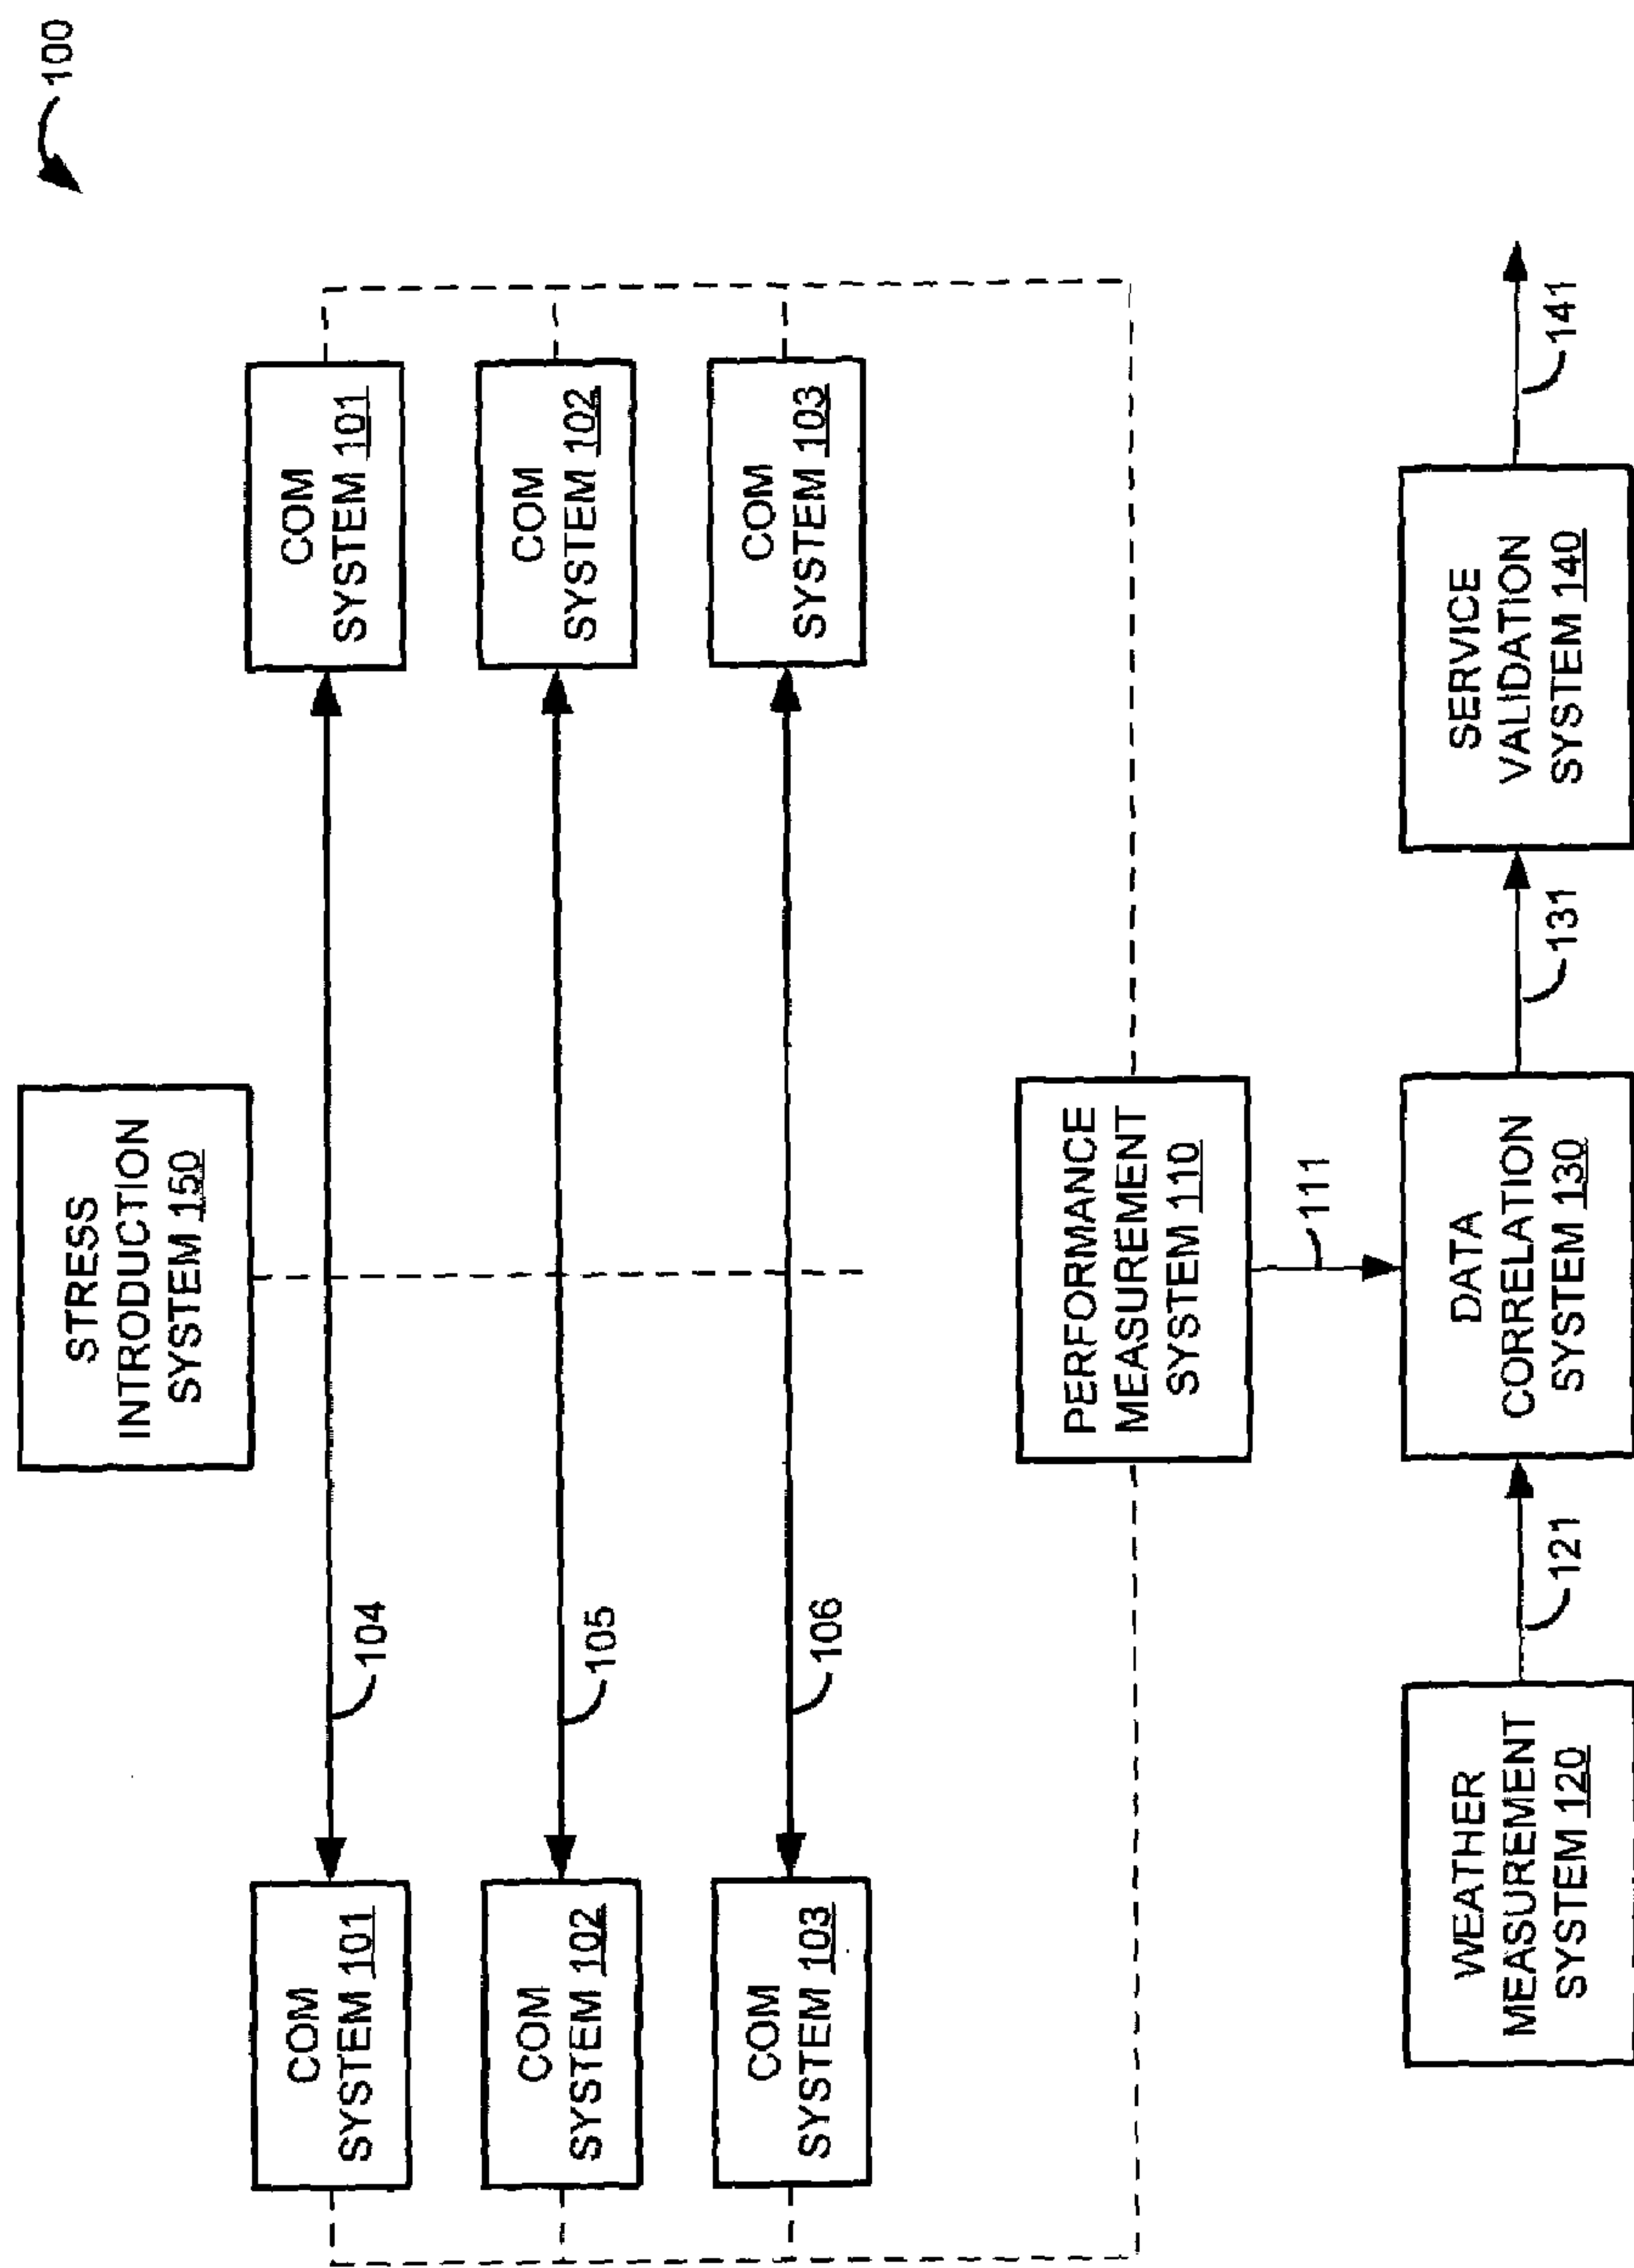 100
STRESS
INTRODUCTION
SYSTEM 150
COM
SYSTEM 101
104
COM
SYSTEM 101
COM
SYSTEM 102
105
COM
SYSTEM 102
COM
SYSTEM 103
106
COM
SYSTEM 103
PERFORMANCE
MEASUREMENT
SYSTEM 110
111
WEATHER
MEASUREMENT
SYSTEM 120
121
DATA
CORRELATION
SYSTEM 130
131
SERVICE
VALIDATION
SYSTEM 140
141